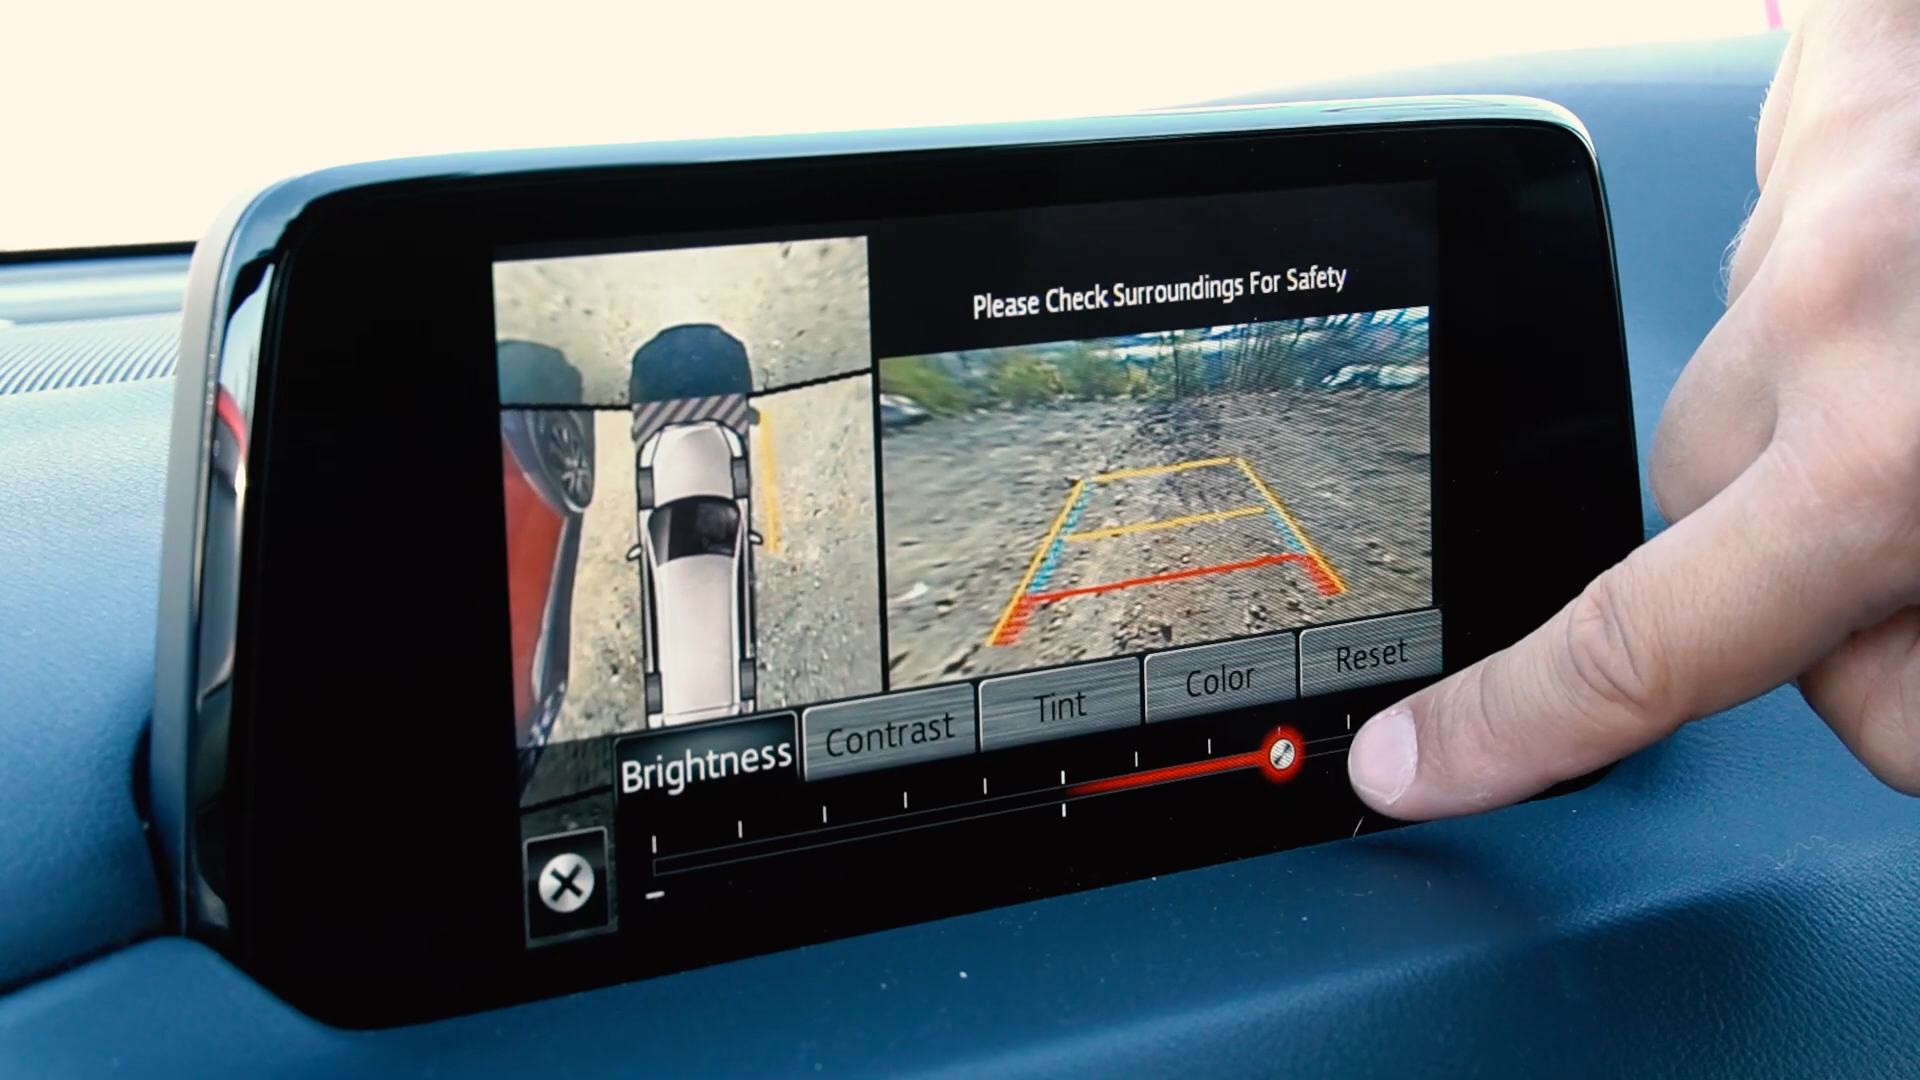 Please Check Surroundings For Safety
Brightness
Contrast
Tint
Color
Reset